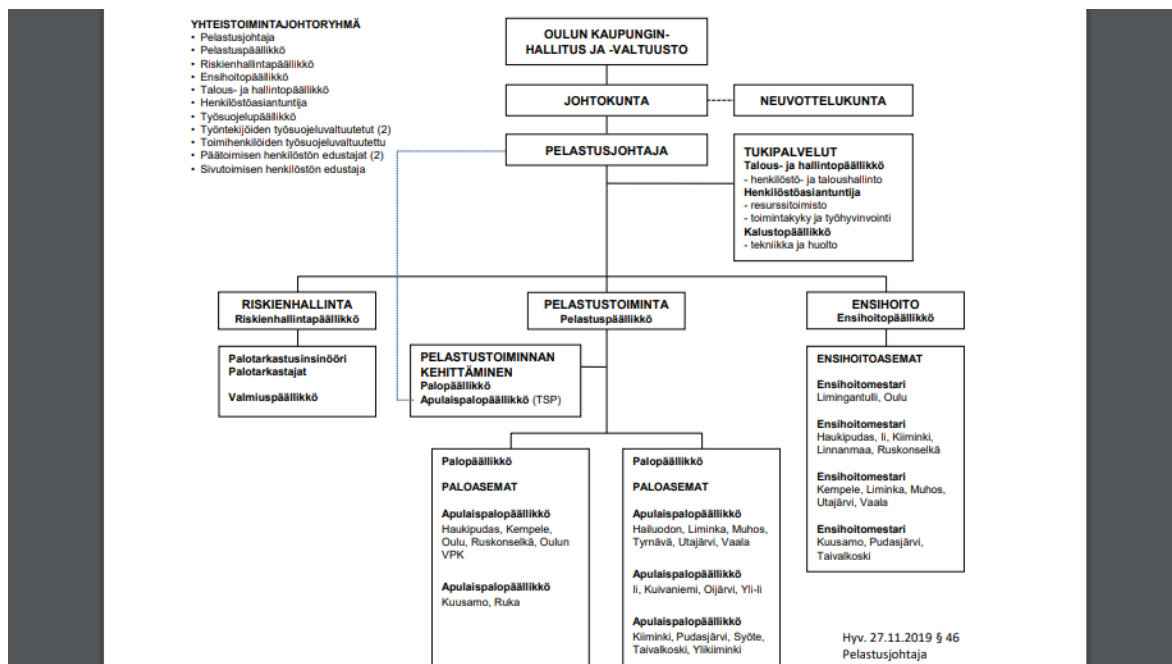 YHTEISTOIMINTAJOHTORYHMÄ
• Pelastusjohtaja
• Pelastuspäällikkö
• Riskienhallintapäällikkö
• Ensihoitopäällikkö
• Talous- ja hallintopäällikkö
• Henkilöstöasiantuntija
• Työsuojelupäällikkö
• Työntekijöiden työsuojeluvaltuutetut (2)
• Toimihenkilöiden työsuojeluvaltuutettu
• Päätoimisen henkilöstön edustajat (2)
• Sivutoimisen henkilöstön edustaja
OULUN KAUPUNGIN-
HALLITUS JA -VALTUUSTO
JOHTOKUNTA
NEUVOTTELUKUNTA
PELASTUSJOHTAJA
TUKIPALVELUT
Talous- ja hallintopäällikkö
- henkilöstö- ja taloushallinto
Henkilöstöasiantuntija
- resurssitoimisto
- toimintakyky ja työhyvinvointi
Kalustopäällikkö
- tekniikka ja huolto
RISKIENHALLINTA
Riskienhallintapäällikkö
Palotarkastusinsinööri
Palotarkastajat
Valmiuspäällikkö
PELASTUSTOIMINTA
Pelastuspäällikkö
PELASTUSTOIMINNAN
KEHITTÄMINEN
Palopäällikkö
Apulaispalopäällikkö (TSP)
Palopäällikkö
PALOASEMAT
Apulaispalopäällikkö
Haukipudas, Kempele,
Oulu, Ruskonselkä, Oulun
VPK
Apulaispalopäällikkö
Kuusamo, Ruka
Palopäällikkö
PALOASEMAT
Apulaispalopäällikkö
Hailuodon, Liminka, Muhos,
Tyrnävä, Utajärvi, Vaala
Apulaispalopäällikkö
Ii, Kuivaniemi, Oijärvi, Yli-Ii
Apulaispalopäällikkö
Kiiminki, Pudasjärvi, Syöte,
Taivalkoski, Ylikiiminki
ENSIHOITO
Ensihoitopäällikkö
ENSIHOITOASEMAT
Ensihoitomestari
Limingantulli, Oulu
Ensihoitomestari
Haukipudas, Ii, Kiiminki,
Linnanmaa, Ruskonselkä
Ensihoitomestari
Kempele, Liminka, Muhos,
Utajärvi, Vaala
Ensihoitomestari
Kuusamo, Pudasjärvi,
Taivalkoski
Hyv. 27.11.2019 § 46
Pelastusjohtaja